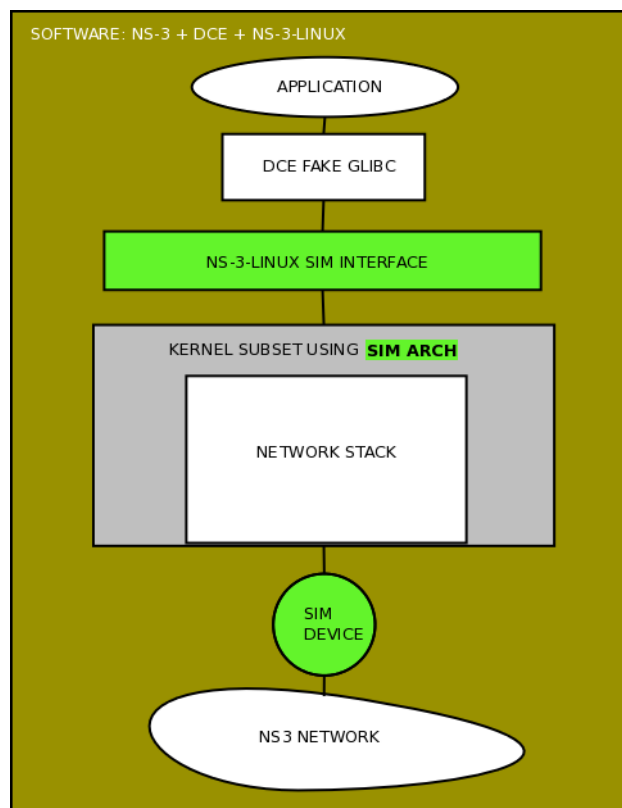 SOFTWARE: NS-3 + DCE + NS-3-LINUX
APPLICATION
DCE FAKE GLIBC
NS-3-LINUX SIM INTERFACE
KERNEL SUBSET USING SIM ARCH
NETWORK STACK
SIM
DEVICE
NS3 NETWORK